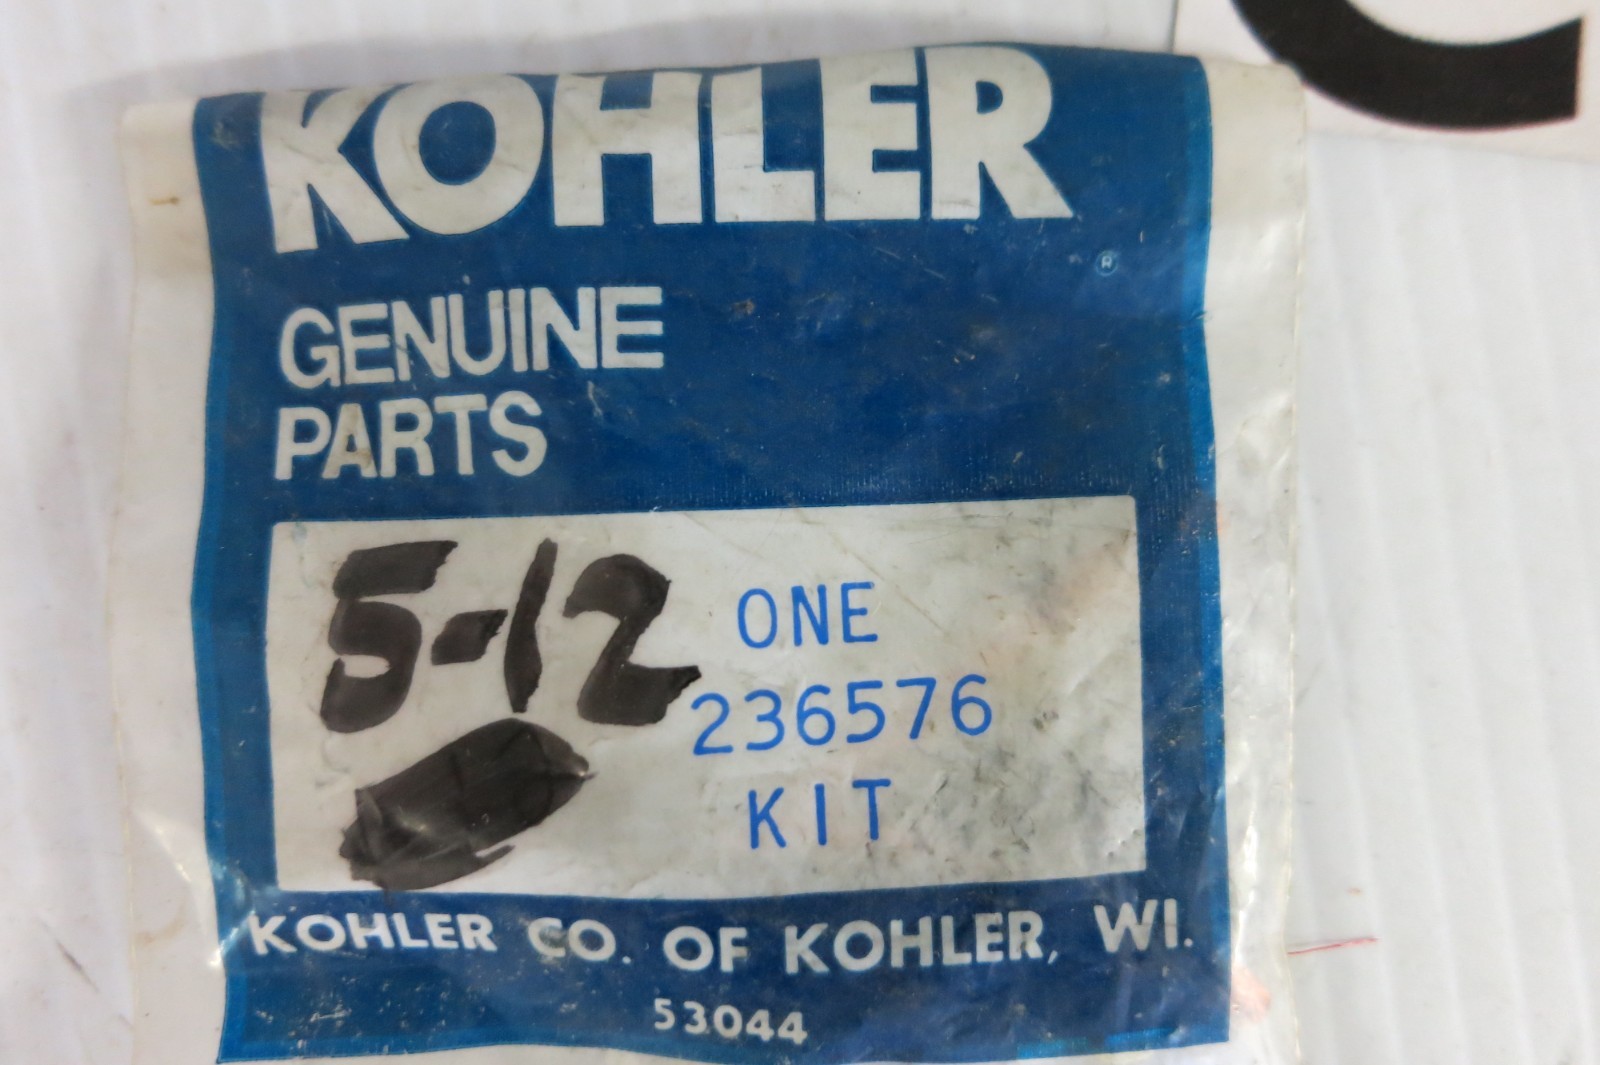 KOHLER
®
GENUINE
PARTS
5-12
ONE
236576
KIT
KOHLER CO. OF KOHLER, WI.
53044